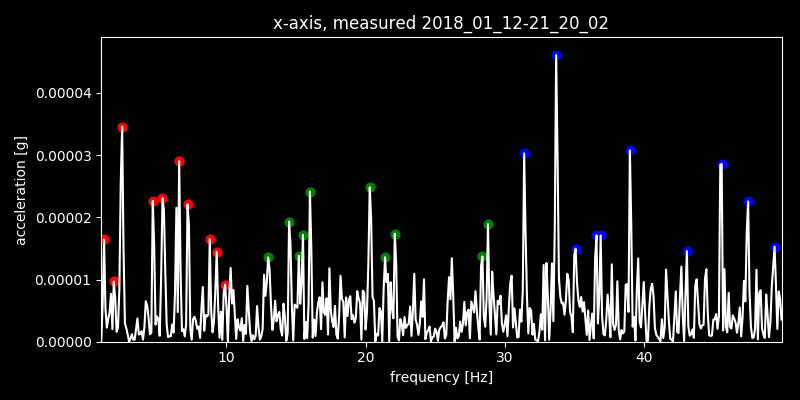 x-axis, measured 2018_01_12-21_20_02
0.00004
0.00003
0.00002
0.00001
0.00000
acceleration [g]
10 20 30 40
frequency [Hz]